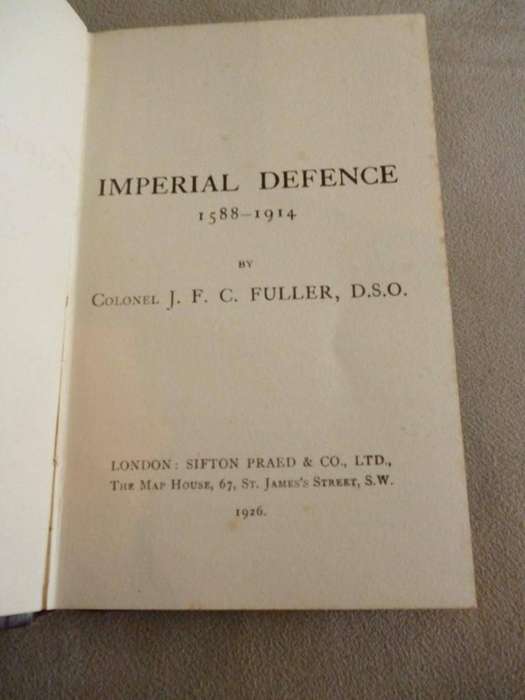 IMPERIAL DEFENCE
1588–1914
BY
COLONEL J. F. C. FULLER, D.S.O.
LONDON: SIFTON PRAED & CO., LTD.,
THE MAP HOUSE, 67, ST. JAMES'S STREET, S.W.
1926.